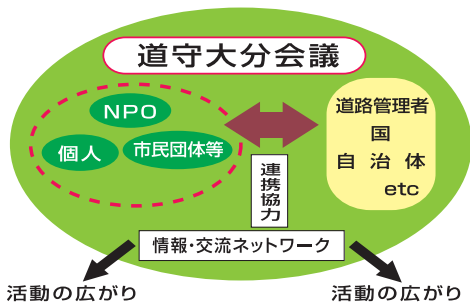 道守大分会議
NPO
個人
市民団体等
道路管理者
国
自治体
etc
連携協力
情報・交流ネットワーク
活動の広がり
活動の広がり